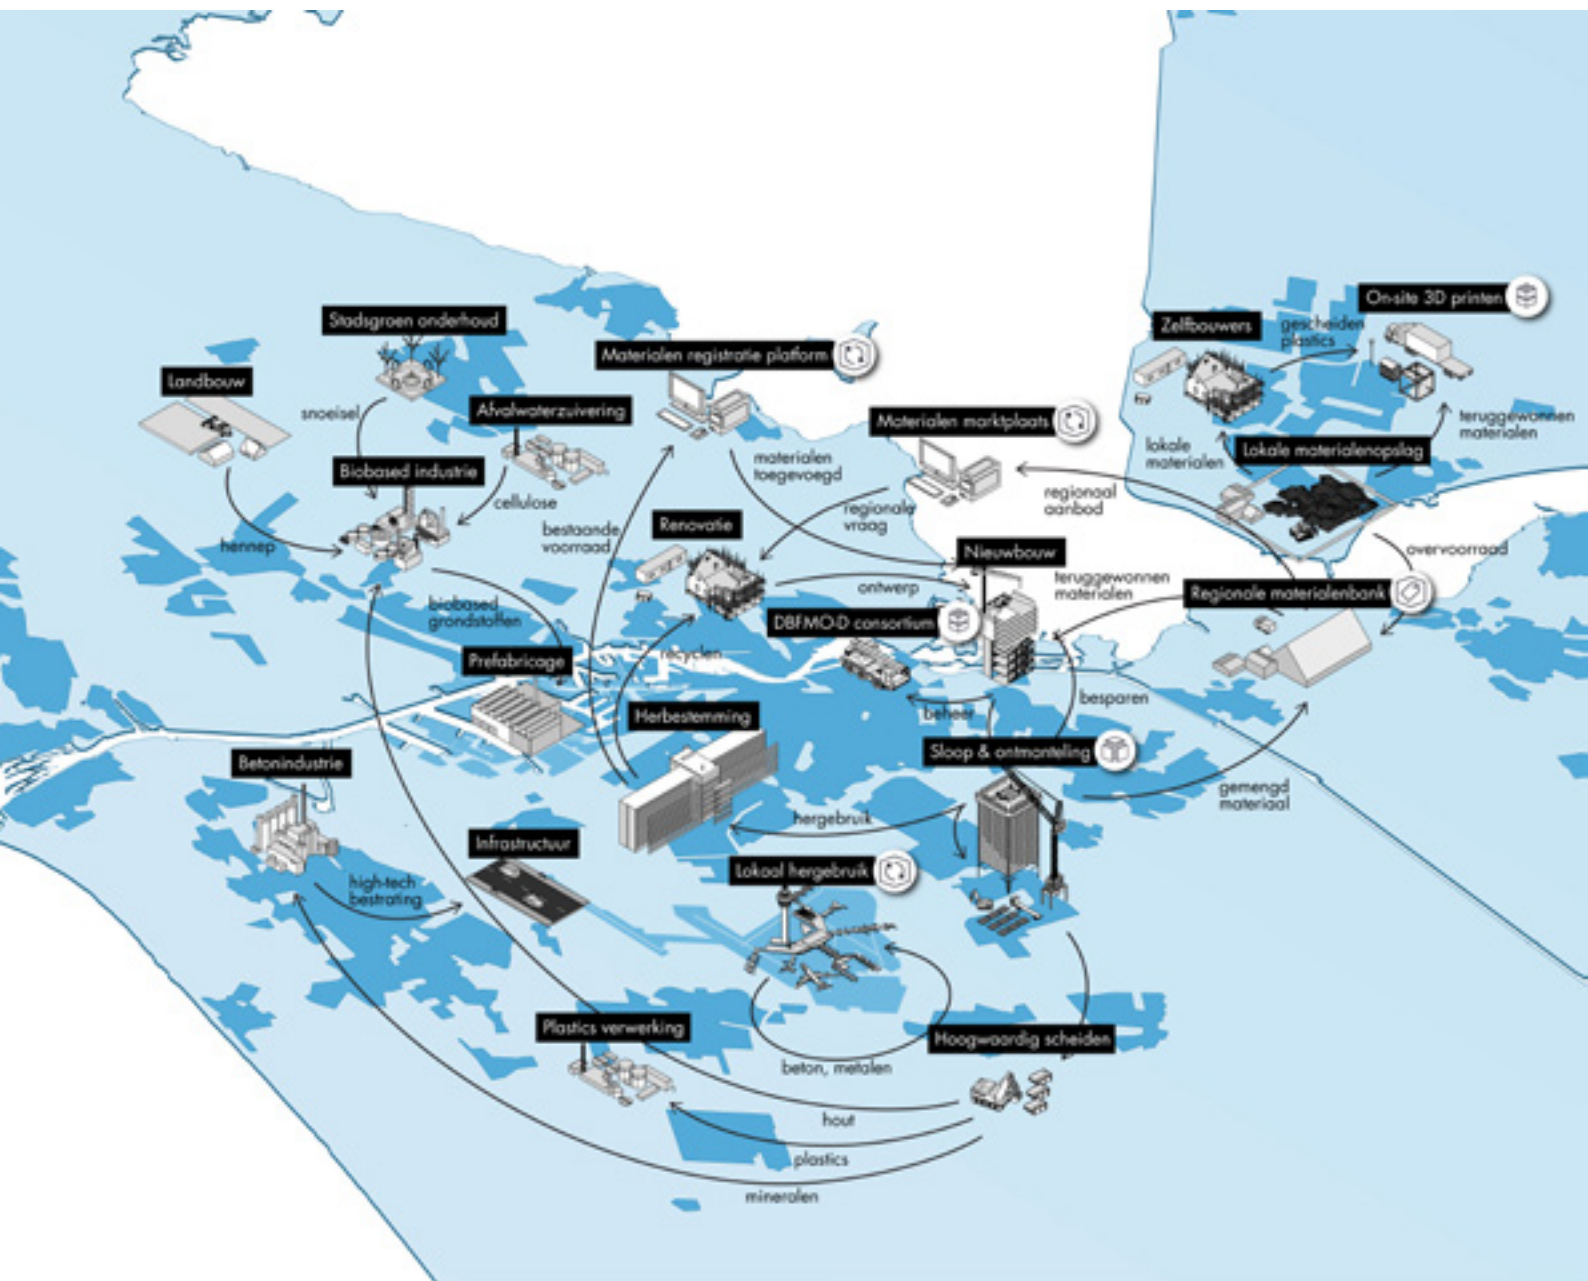 On-site 3D printen
Stadsgroen onderhoud
Zelfbouwers
gescheiden
plastics
Materialen registratie platform
Landbouw
snoeisel
Afvalwaterzuivering
Materialen marktplaats
teruggewonnen
materialen
lokale
materialen
Lokale materialenopslag
Biobased industrie
materialen
toegevoegd
cellulose
regionaal
aanbod
regionale
vraag
bestaande
voorraad
Renovatie
hennep
Nieuwbouw
overvoorraad
ontwerp
teruggewonnen
materialen
Regionale materialenbank
biobased
grondstoffen
DBFMO-D consortium
recyclen
Prefabricage
besparen
beheer
Herbestemming
Sloop & ontmanteling
Betonindustrie
gemengd
materiaal
hergebruik
Infrastructuur
Lokaal hergebruik
high-tech
bestrating
Plastics verwerking
Hoogwaardig scheiden
beton, metalen
hout
plastics
mineralen